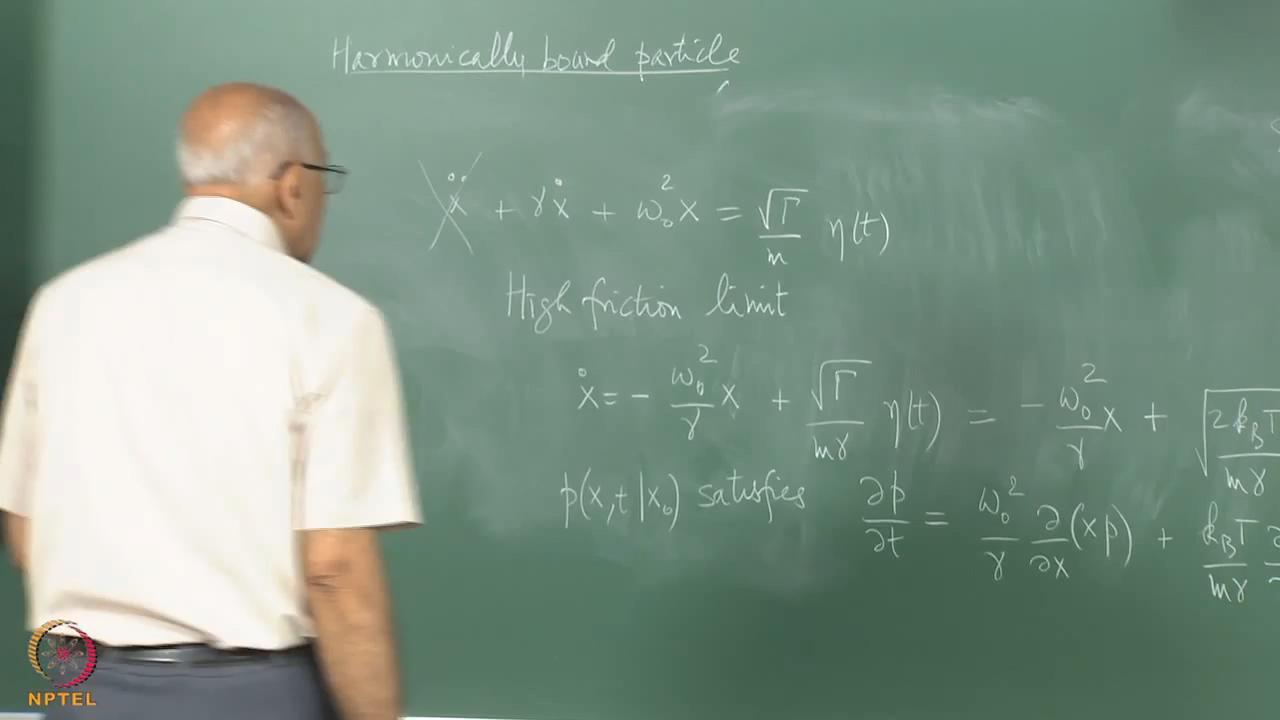 Harmonically bound particle
ẍ + γẋ + ω₀² x = √Γ/m η(t)
High friction limit
ẋ = - ω₀²/γ x + √Γ/mγ η(t) = - ω₀²/γ x + √2k_BT/mγ
p(x,t|x₀) satisfies ∂p/∂t = ω₀²/γ ∂/∂x (xp) + k_BT/mγ
NPTEL